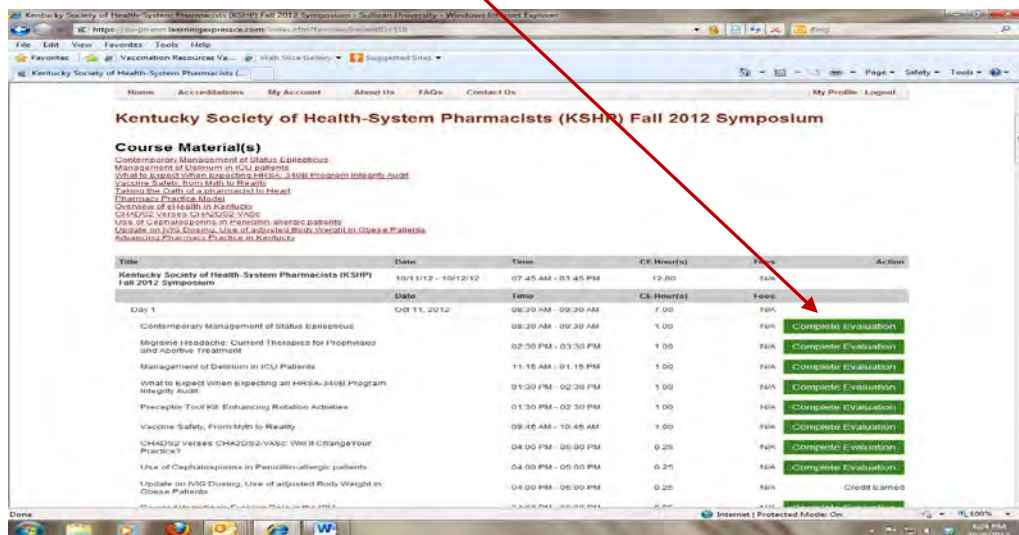 Kentucky Society of Health-System Pharmacists (KSHP) Fall 2012 Symposium - Sullivan University - Windows Internet Explorer
File Edit View Favorites Tools Help
Favorites Vaccination Resources Va... Web Slice Gallery Suggested Sites
Kentucky Society of Health-System Pharmacists (... Page Safety Tools
Home Accreditations My Account About Us FAQs Contact Us My Profile Logout
Kentucky Society of Health-System Pharmacists (KSHP) Fall 2012 Symposium
Course Material(s)
Contemporary Management of Status Epilepticus
Management of Delirium in ICU patients
What to Expect When Expecting HRSA: 340B Program Integrity Audit
Vaccine Safety, from Myth to Reality
Taking the Oath of a pharmacist to Heart
Pharmacy Practice Model
Overview of eHealth in Kentucky
CHADS2 Verses CHA2DS2-VASc
Use of Cephalosporins in Penicillin-allergic patients
Update on IVIG Dosing, Use of adjusted Body Weight in Obese Patients
Advancing Pharmacy Practice in Kentucky
Title Date Time CE Hour(s) Fees Action
Kentucky Society of Health-System Pharmacists (KSHP) Fall 2012 Symposium 10/11/12 - 10/12/12 07:45 AM - 03:45 PM 12.00 N/A
Date Time CE Hour(s) Fees
Day 1 Oct 11, 2012 08:30 AM - 09:30 AM 7.00 N/A
Contemporary Management of Status Epilepticus 08:30 AM - 09:30 AM 1.00 N/A Complete Evaluation
Migraine Headache: Current Therapies for Prophylaxis and Abortive Treatment 02:30 PM - 03:30 PM 1.00 N/A Complete Evaluation
Management of Delirium in ICU Patients 11:15 AM - 01:15 PM 1.00 N/A Complete Evaluation
What to Expect When Expecting an HRSA-340B Program Integrity Audit 01:30 PM - 02:30 PM 1.00 N/A Complete Evaluation
Preceptor Tool Kit: Enhancing Rotation Activities 01:30 PM - 02:30 PM 1.00 N/A Complete Evaluation
Vaccine Safety, From Myth to Reality 09:45 AM - 10:45 AM 1.00 N/A Complete Evaluation
CHADS2 Verses CHA2DS2-VASc: Will it Change Your Practice? 04:00 PM - 05:00 PM 0.25 N/A Complete Evaluation
Use of Cephalosporins in Penicillin-allergic patients 04:00 PM - 05:00 PM 0.25 N/A Complete Evaluation
Update on IVIG Dosing, Use of adjusted Body Weight in Obese Patients 04:00 PM - 05:00 PM 0.25 N/A Credit Earned
Done Internet | Protected Mode: On 100%
4:24 PM